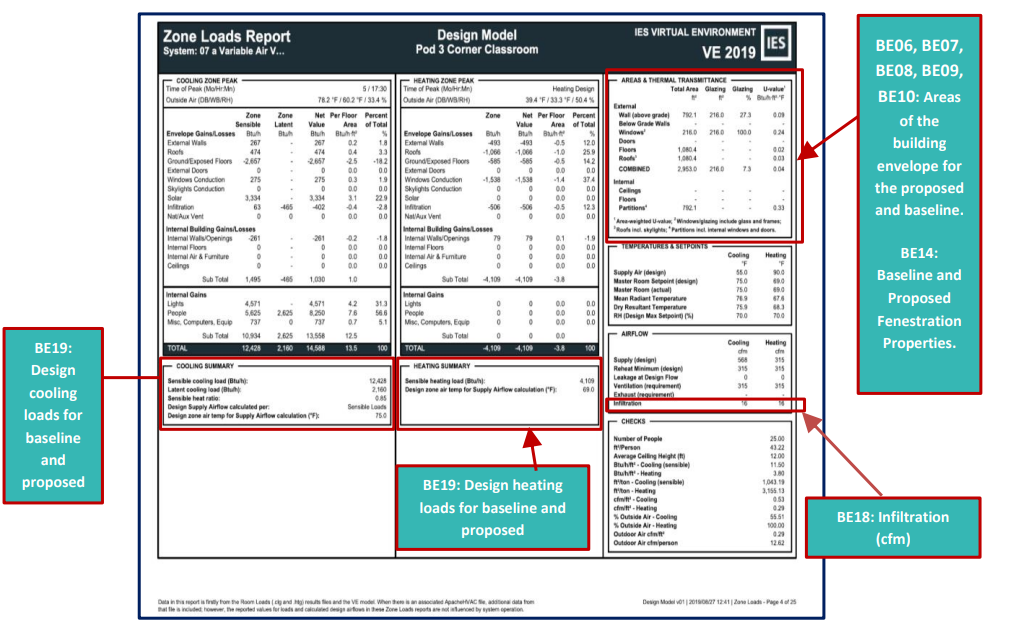 Zone Loads Report
System: 07 a Variable Air V…
Design Model
Pod 3 Corner Classroom
IES VIRTUAL ENVIRONMENT
VE 2019
IES
COOLING ZONE PEAK
Time of Peak (Mo/Hr:Mn) 5 / 17:30
Outside Air (DB/WB/RH) 78.2 °F / 60.2 °F / 33.4 %
Zone Zone Net Per Floor Percent
Sensible Latent Value Area of Total
Envelope Gains/Losses Btu/h Btu/h Btu/h Btu/h·ft² %
External Walls 267 - 267 0.2 1.8
Roofs 474 - 474 0.4 3.3
Ground/Exposed Floors -2,657 - -2,657 -2.5 -18.2
External Doors 0 - 0 0.0 0.0
Windows Conduction 275 - 275 0.3 1.9
Skylights Conduction 0 - 0 0.0 0.0
Solar 3,334 - 3,334 3.1 22.9
Infiltration 63 -465 -402 -0.4 -2.8
Nat/Aux Vent 0 0 0 0.0 0.0
Internal Building Gains/Losses
Internal Walls/Openings -261 - -261 -0.2 -1.8
Internal Floors 0 - 0 0.0 0.0
Internal Air & Furniture 0 - 0 0.0 0.0
Ceilings 0 - 0 0.0 0.0
Sub Total 1,495 -465 1,030 1.0
Internal Gains
Lights 4,571 - 4,571 4.2 31.3
People 5,625 2,625 8,250 7.6 56.6
Misc, Computers, Equip 737 0 737 0.7 5.1
Sub Total 10,934 2,625 13,558 12.5
TOTAL 12,428 2,160 14,588 13.5 100
COOLING SUMMARY
Sensible cooling load (Btu/h): 12,428
Latent cooling load (Btu/h): 2,160
Sensible heat ratio: 0.85
Design Supply Airflow calculated per: Sensible Loads
Design zone air temp for Supply Airflow calculation (°F): 75.0
HEATING ZONE PEAK
Time of Peak (Mo/Hr:Mn) Heating Design
Outside Air (DB/WB/RH) 39.4 °F / 33.3 °F / 50.4 %
Zone Net Per Floor Percent
Value Area of Total
Envelope Gains/Losses Btu/h Btu/h Btu/h·ft² %
External Walls -493 -493 -0.5 12.0
Roofs -1,066 -1,066 -1.0 25.9
Ground/Exposed Floors -585 -585 -0.5 14.2
External Doors 0 0 0.0 0.0
Windows Conduction -1,538 -1,538 -1.4 37.4
Skylights Conduction 0 0 0.0 0.0
Solar 0 0 0.0 0.0
Infiltration -506 -506 -0.5 12.3
Nat/Aux Vent 0 0 0.0 0.0
Internal Building Gains/Losses
Internal Walls/Openings 79 79 0.1 -1.9
Internal Floors 0 0 0.0 0.0
Internal Air & Furniture 0 0 0.0 0.0
Ceilings 0 0 0.0 0.0
Sub Total -4,109 -4,109 -3.8
Internal Gains
Lights 0 0 0.0 0.0
People 0 0 0.0 0.0
Misc, Computers, Equip 0 0 0.0 0.0
Sub Total 0 0 0.0
TOTAL -4,109 -4,109 -3.8 100
HEATING SUMMARY
Sensible heating load (Btu/h): 4,109
Design zone air temp for Supply Airflow calculation (°F): 69.0
AREAS & THERMAL TRANSMITTANCE
Total Area Glazing Glazing U-value¹
ft² ft² % Btu/h·ft²·°F
External
Wall (above grade) 792.1 216.0 27.3 0.09
Below Grade Walls - - - -
Windows² 216.0 216.0 100.0 0.24
Doors - - - -
Floors 1,080.4 - - 0.02
Roofs³ 1,080.4 - - 0.03
COMBINED 2,953.0 216.0 7.3 0.04
Internal
Ceilings - - - -
Floors - - - -
Partitions⁴ 792.1 - - 0.33
¹ Area-weighted U-value; ² Windows/glazing include glass and frames;
³ Roofs incl. skylights; ⁴ Partitions incl. internal windows and doors.
TEMPERATURES & SETPOINTS
Cooling Heating
°F °F
Supply Air (design) 55.0 90.0
Master Room Setpoint (design) 75.0 69.0
Master Room (actual) 75.0 69.0
Mean Radiant Temperature 76.9 67.6
Dry Resultant Temperature 75.9 68.3
RH (Design Max Setpoint) (%) 70.0 70.0
AIRFLOW
Cooling Heating
cfm cfm
Supply (design) 568 315
Reheat Minimum (design) 315 315
Leakage at Design Flow 0 0
Ventilation (requirement) 315 315
Exhaust (requirement) - -
Infiltration 16 16
CHECKS
Number of People 25.00
ft²/Person 43.22
Average Ceiling Height (ft) 12.00
Btu/h/ft² - Cooling (sensible) 11.50
Btu/h/ft² - Heating 3.80
ft²/ton - Cooling (sensible) 1,043.19
ft²/ton - Heating 3,155.13
cfm/ft² - Cooling 0.53
cfm/ft² - Heating 0.29
% Outside Air - Cooling 55.51
% Outside Air - Heating 100.00
Outdoor Air cfm/ft² 0.29
Outdoor Air cfm/person 12.62
BE19:
Design
cooling
loads for
baseline
and
proposed
BE19: Design heating
loads for baseline and
proposed
BE06, BE07,
BE08, BE09,
BE10: Areas
of the
building
envelope for
the proposed
and baseline.
BE14:
Baseline and
Proposed
Fenestration
Properties.
BE18: Infiltration
(cfm)
Data in this report is firstly from the Room Loads (.clg and .htg) results files and the VE model. When there is an associated ApacheHVAC file, additional data from
that file is included; however, the reported values for loads and calculated design airflows in these Zone Loads reports are not influenced by system operation.
Design Model v01 | 2019/06/27 12:41 | Zone Loads - Page 4 of 25